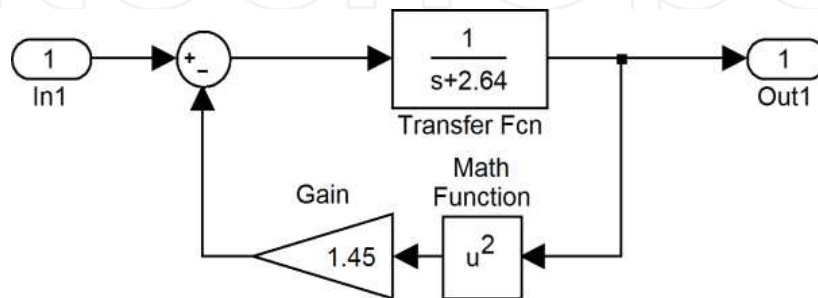 1
In1
+
−
1
s+2.64
Transfer Fcn
1
Out1
Math
Function
u²
Gain
1.45